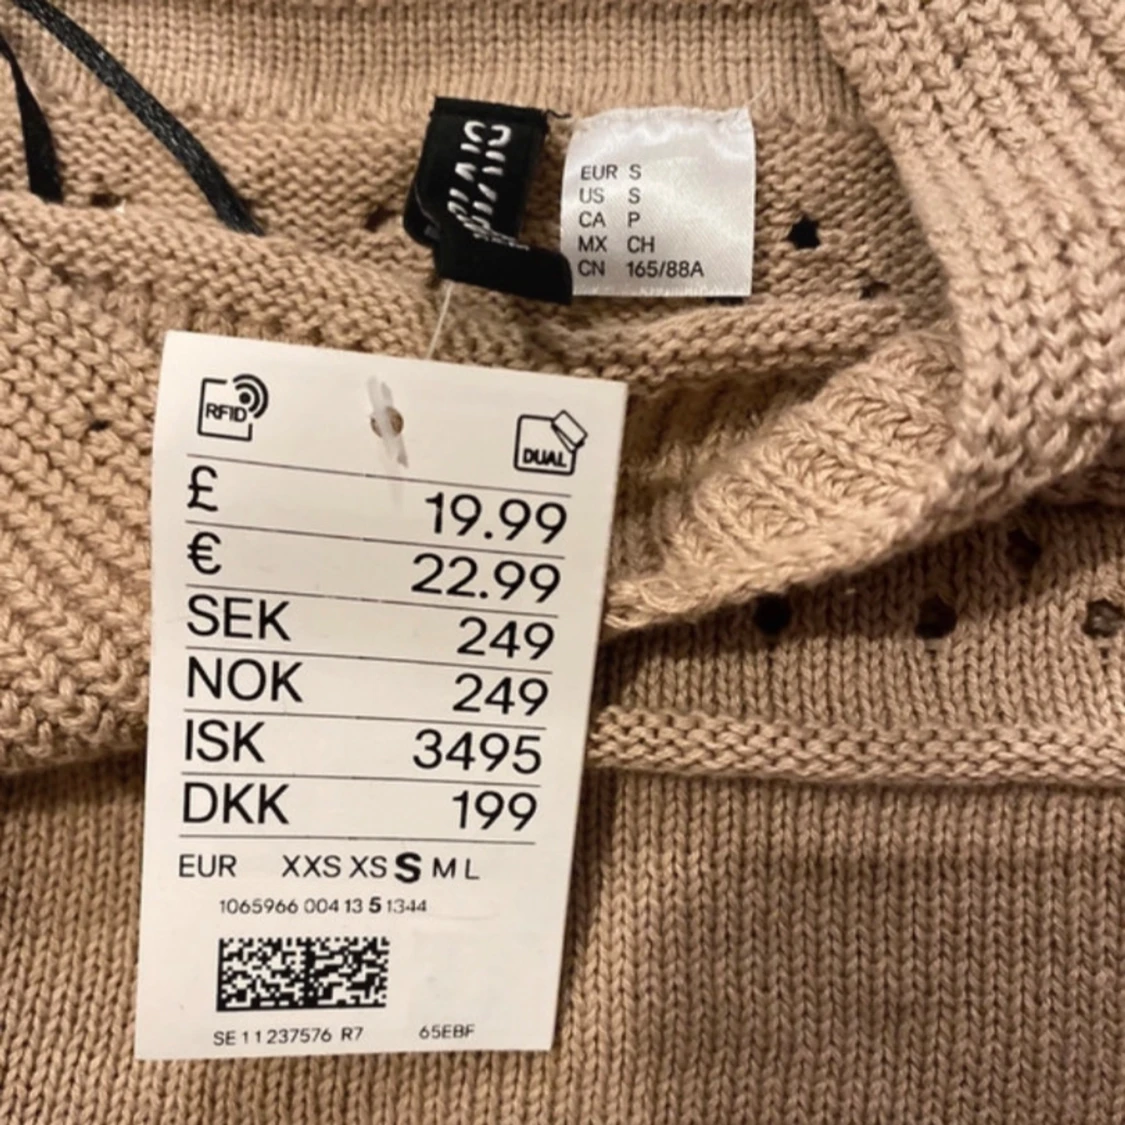 EUR S
US S
CA P
MX CH
CN 165/88A
RFID
DUAL
£ 19.99
€ 22.99
SEK 249
NOK 249
ISK 3495
DKK 199
EUR XXS XS S M L
1065966 004 13 5 1344
SE 11 237576 R7 65EBF